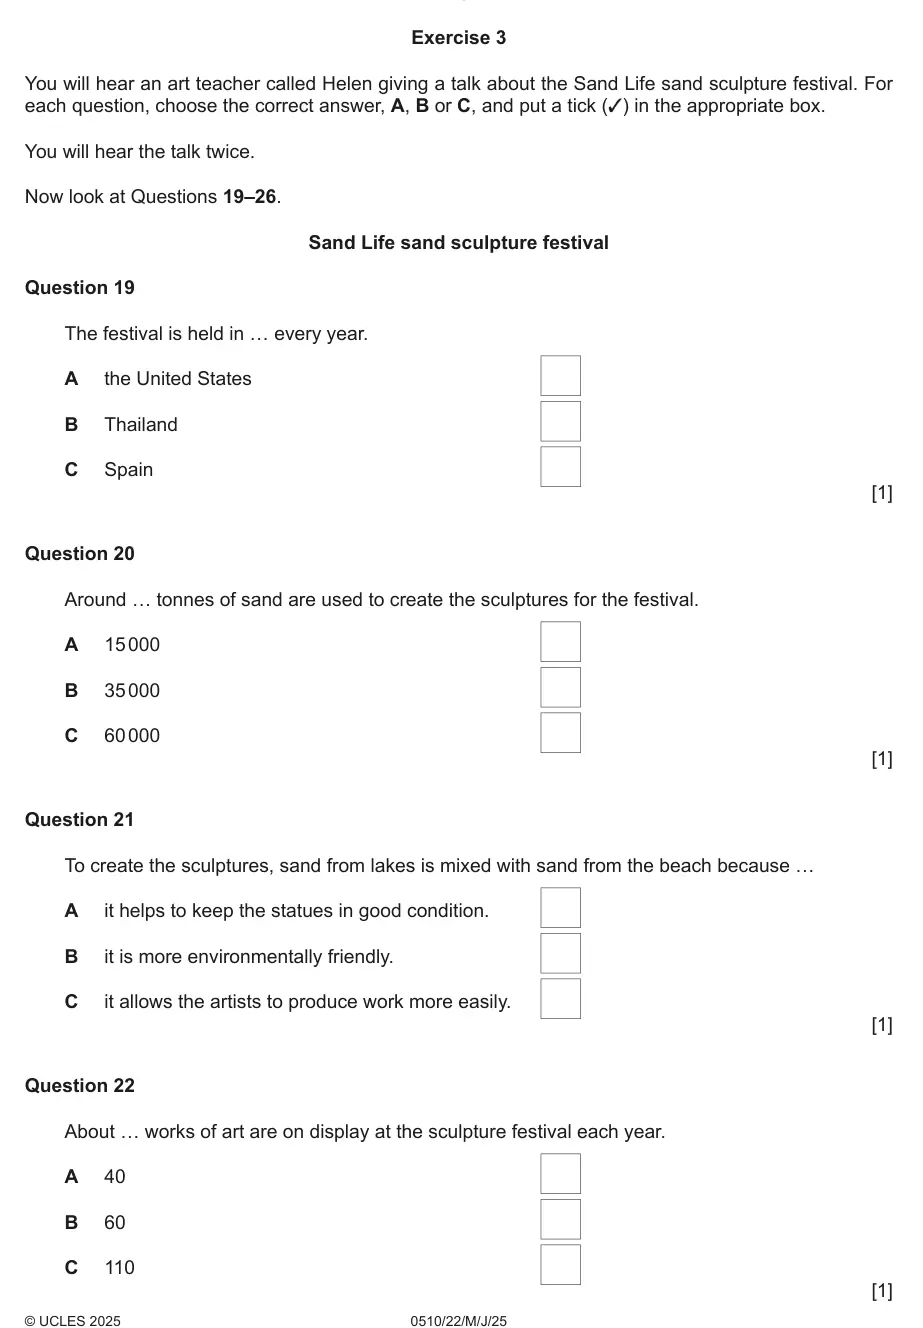 Exercise 3
You will hear an art teacher called Helen giving a talk about the Sand Life sand sculpture festival. For
each question, choose the correct answer, A, B or C, and put a tick (✓) in the appropriate box.
You will hear the talk twice.
Now look at Questions 19–26.
Sand Life sand sculpture festival
Question 19
The festival is held in … every year.
A the United States
B Thailand
C Spain
[1]
Question 20
Around … tonnes of sand are used to create the sculptures for the festival.
A 15 000
B 35 000
C 60 000
[1]
Question 21
To create the sculptures, sand from lakes is mixed with sand from the beach because …
A it helps to keep the statues in good condition.
B it is more environmentally friendly.
C it allows the artists to produce work more easily.
[1]
Question 22
About … works of art are on display at the sculpture festival each year.
A 40
B 60
C 110
[1]
© UCLES 2025 0510/22/M/J/25